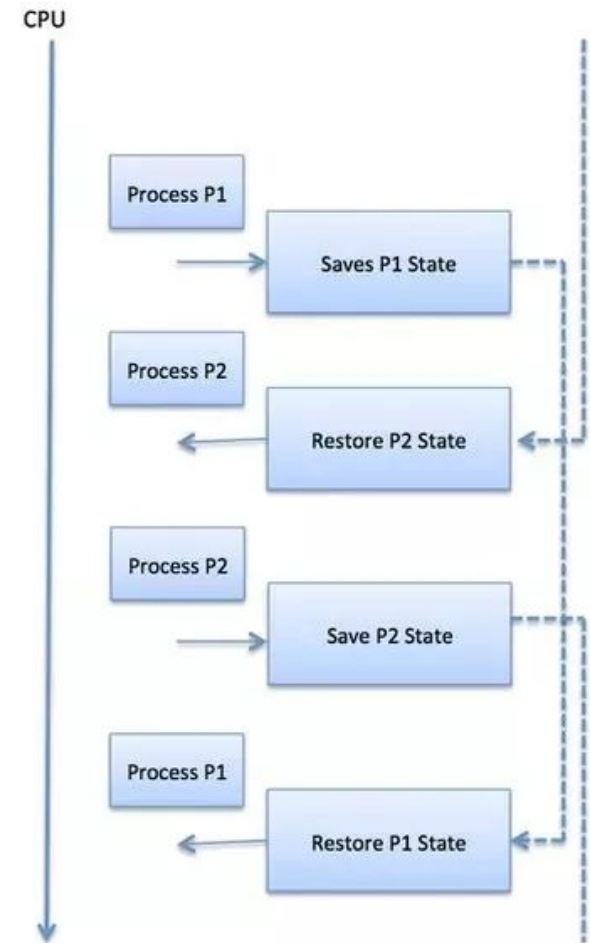 CPU
Process P1
Saves P1 State
Process P2
Restore P2 State
Process P2
Save P2 State
Process P1
Restore P1 State